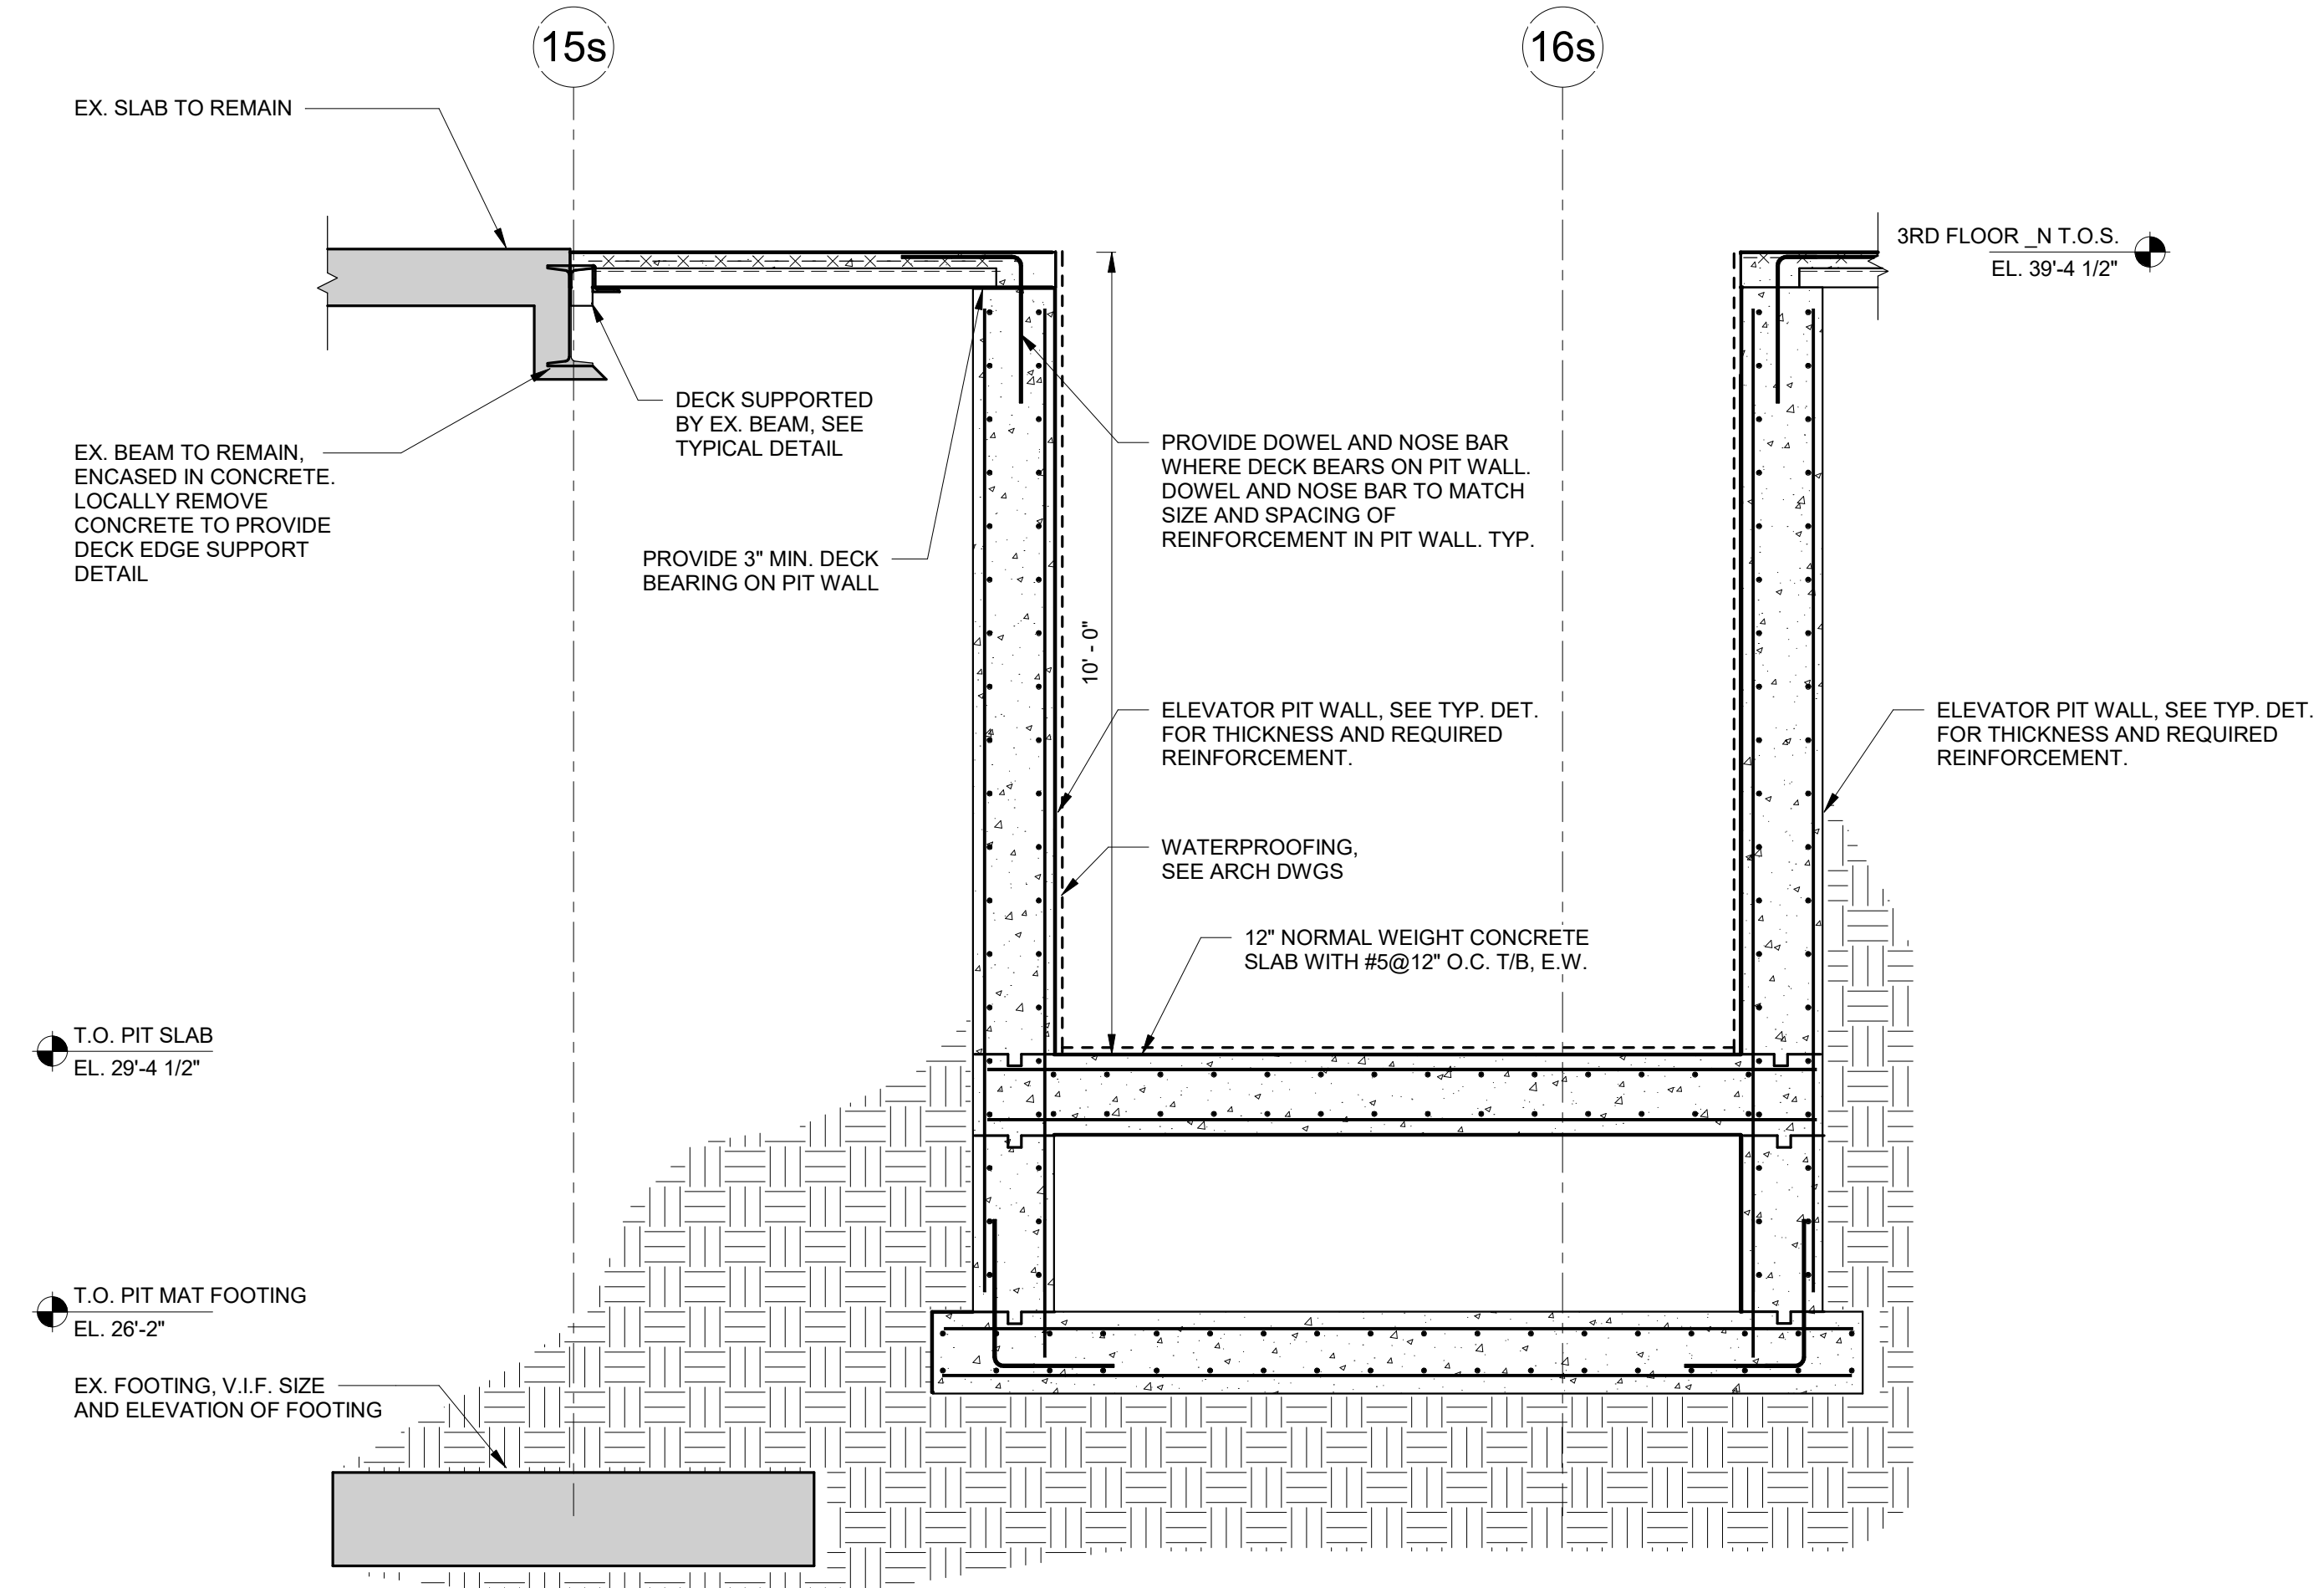 15s
16s
EX. SLAB TO REMAIN
3RD FLOOR _N T.O.S.
EL. 39'-4 1/2"
DECK SUPPORTED
BY EX. BEAM, SEE
TYPICAL DETAIL
EX. BEAM TO REMAIN,
ENCASED IN CONCRETE.
LOCALLY REMOVE
CONCRETE TO PROVIDE
DECK EDGE SUPPORT
DETAIL
PROVIDE DOWEL AND NOSE BAR
WHERE DECK BEARS ON PIT WALL.
DOWEL AND NOSE BAR TO MATCH
SIZE AND SPACING OF
REINFORCEMENT IN PIT WALL. TYP.
PROVIDE 3" MIN. DECK
BEARING ON PIT WALL
10' - 0"
ELEVATOR PIT WALL, SEE TYP. DET.
FOR THICKNESS AND REQUIRED
REINFORCEMENT.
ELEVATOR PIT WALL, SEE TYP. DET.
FOR THICKNESS AND REQUIRED
REINFORCEMENT.
WATERPROOFING,
SEE ARCH DWGS
12" NORMAL WEIGHT CONCRETE
SLAB WITH #5@12" O.C. T/B, E.W.
T.O. PIT SLAB
EL. 29'-4 1/2"
T.O. PIT MAT FOOTING
EL. 26'-2"
EX. FOOTING, V.I.F. SIZE
AND ELEVATION OF FOOTING